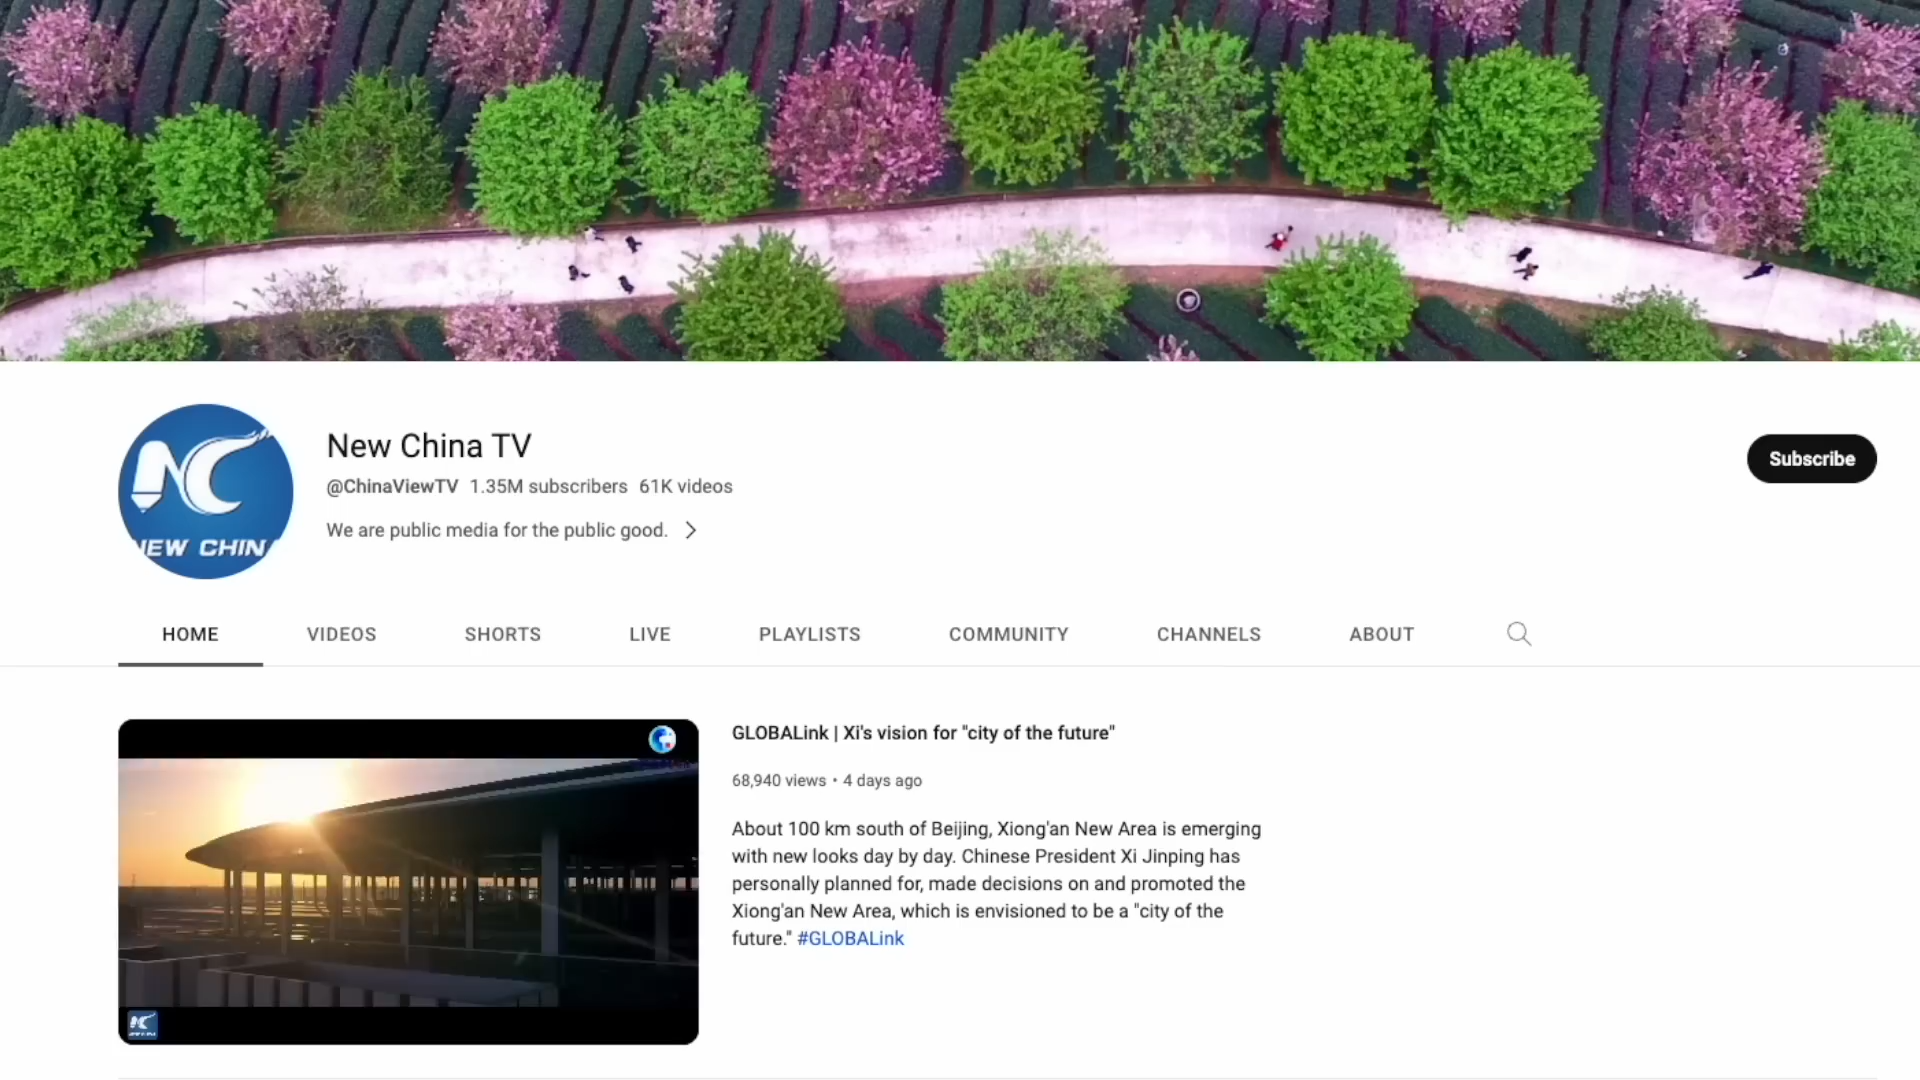 New China TV
@ChinaViewTV 1.35M subscribers 61K videos
We are public media for the public good.
Subscribe
NC
NEW CHINA
HOME VIDEOS SHORTS LIVE PLAYLISTS COMMUNITY CHANNELS ABOUT
GLOBALink | Xi's vision for "city of the future"
68,940 views • 4 days ago
About 100 km south of Beijing, Xiong'an New Area is emerging
with new looks day by day. Chinese President Xi Jinping has
personally planned for, made decisions on and promoted the
Xiong'an New Area, which is envisioned to be a "city of the
future." #GLOBALink
NC